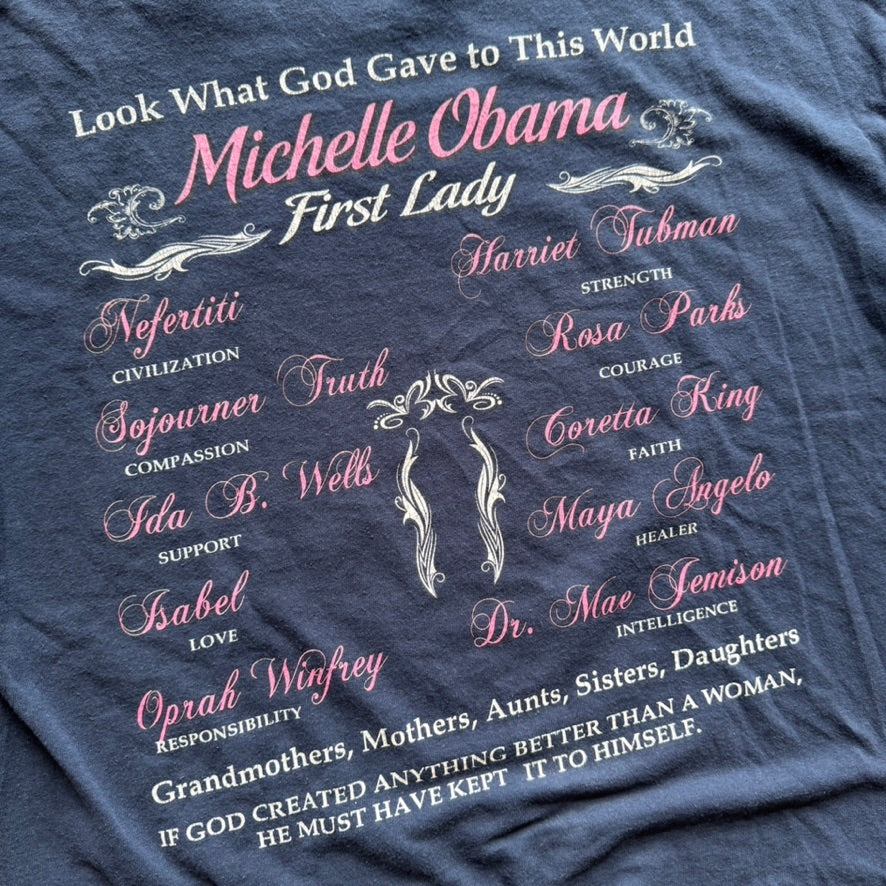 Look What God Gave to This World
Michelle Obama
First Lady
Nefertiti
CIVILIZATION
Sojourner Truth
COMPASSION
Ida B. Wells
SUPPORT
Isabel
LOVE
Oprah Winfrey
RESPONSIBILITY
Harriet Tubman
STRENGTH
Rosa Parks
COURAGE
Coretta King
FAITH
Maya Angelo
HEALER
Dr. Mae Jemison
INTELLIGENCE
Grandmothers, Mothers, Aunts, Sisters, Daughters
IF GOD CREATED ANYTHING BETTER THAN A WOMAN,
HE MUST HAVE KEPT IT TO HIMSELF.